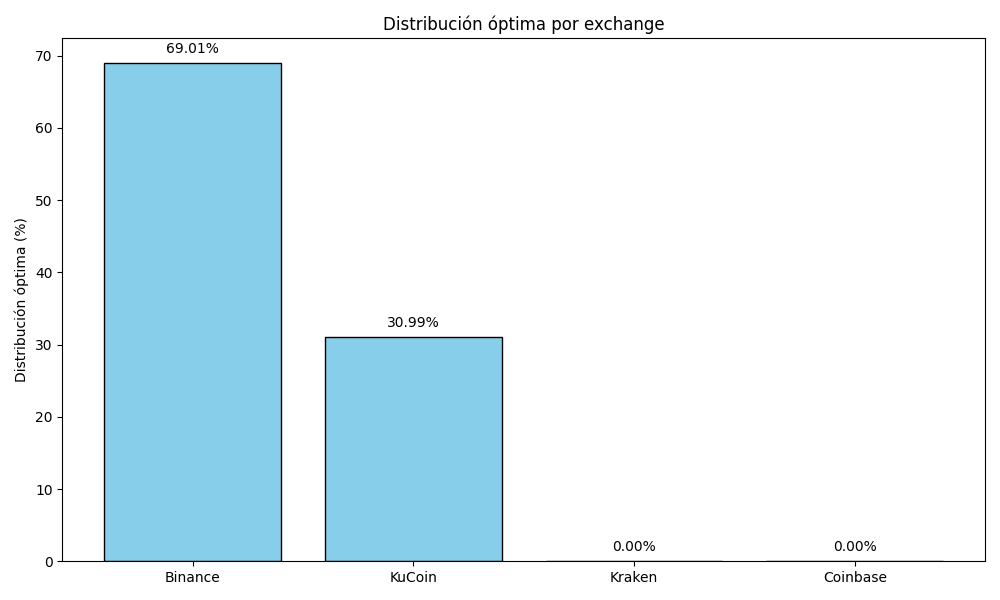 Distribución óptima por exchange
Distribución óptima (%)
70
60
50
40
30
20
10
0
69.01%
30.99%
0.00%
0.00%
Binance
KuCoin
Kraken
Coinbase